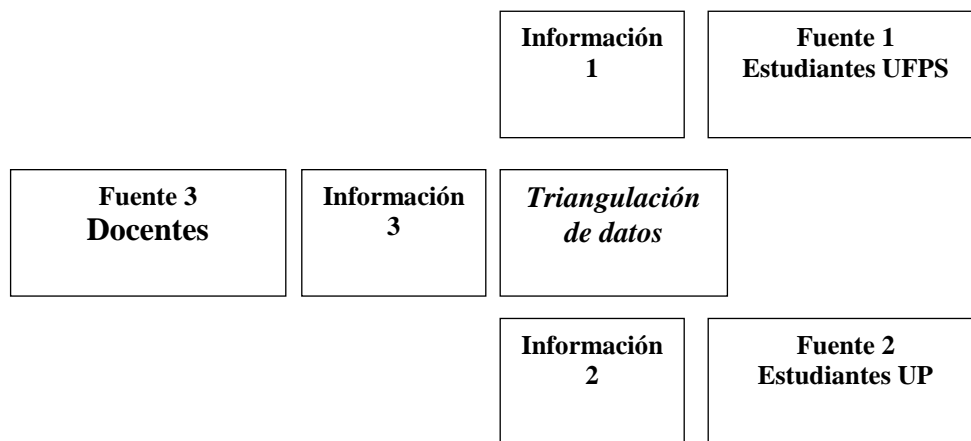 Información
1
Fuente 1
Estudiantes UFPS
Fuente 3
Docentes
Información
3
Triangulación
de datos
Información
2
Fuente 2
Estudiantes UP